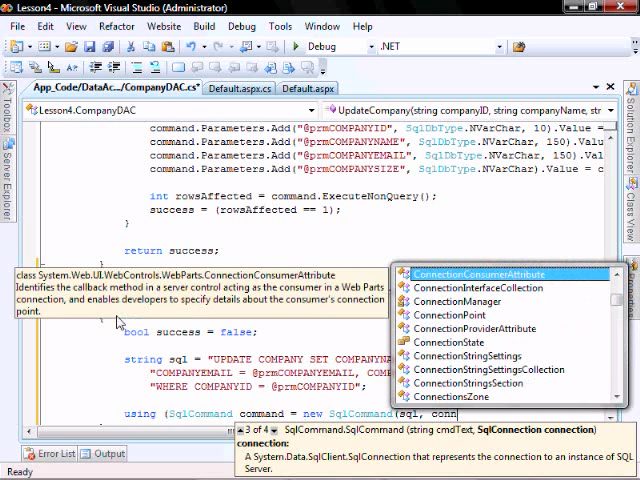 Lesson4 - Microsoft Visual Studio (Administrator)
File Edit View Refactor Website Build Debug Data Tools Window Help
Debug .NET
App_Code/DataAc.../CompanyDAC.cs* Default.aspx.cs Default.aspx
Lesson4.CompanyDAC UpdateCompany(string companyID, string companyName, string
Toolbox
Server Explorer
Solution Explorer
Class View
command.Parameters.Add("@prmCOMPANYID", SqlDbType.NVarChar, 10).Value =
command.Parameters.Add("@prmCOMPANYNAME", SqlDbType.NVarChar, 150).Value
command.Parameters.Add("@prmCOMPANYEMAIL", SqlDbType.NVarChar, 150).Val
command.Parameters.Add("@prmCOMPANYSIZE", SqlDbType.NVarChar).Value = c
int rowsAffected = command.ExecuteNonQuery();
success = (rowsAffected == 1);
}
return success;
}
class System.Web.UI.WebControls.WebParts.ConnectionConsumerAttribute
Identifies the callback method in a server control acting as the consumer in a Web Parts
connection, and enables developers to specify details about the consumer's connection
point.
ConnectionConsumerAttribute
ConnectionInterfaceCollection
ConnectionManager
ConnectionPoint
ConnectionProviderAttribute
ConnectionState
ConnectionStringSettings
ConnectionStringSettingsCollection
ConnectionStringsSection
ConnectionsZone
{
bool success = false;
string sql = "UPDATE COMPANY SET COMPANYNA
"COMPANYEMAIL = @prmCOMPANYEMAIL, COM
"WHERE COMPANYID = @prmCOMPANYID";
using (SqlCommand command = new SqlCommand(sql, conn
3 of 4 SqlCommand.SqlCommand (string cmdText, SqlConnection connection)
connection:
A System.Data.SqlClient.SqlConnection that represents the connection to an instance of SQL
Server.
Error List Output
Ready